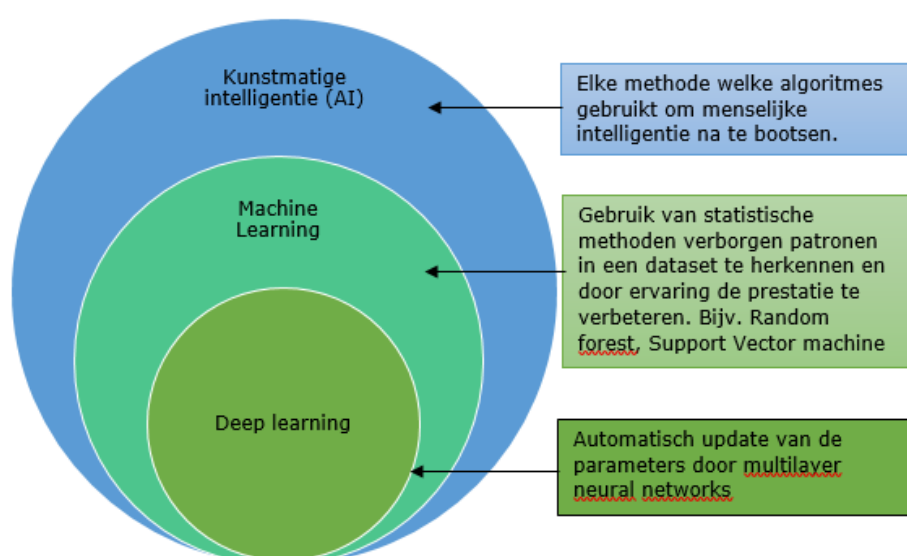 Kunstmatige
intelligentie (AI)
Elke methode welke algoritmes
gebruikt om menselijke
intelligentie na te bootsen.
Machine
Learning
Gebruik van statistische
methoden verborgen patronen
in een dataset te herkennen en
door ervaring de prestatie te
verbeteren. Bijv. Random
forest, Support Vector machine
Deep learning
Automatisch update van de
parameters door multilayer
neural networks